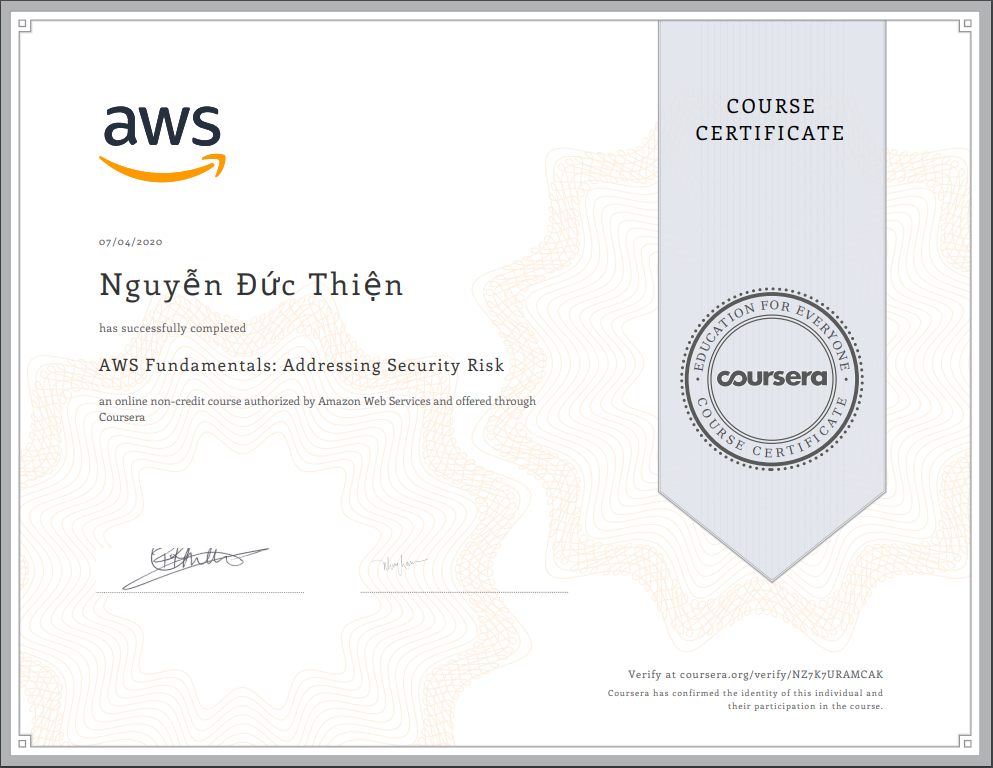 aws
COURSE
CERTIFICATE
07/04/2020
Nguyễn Đức Thiện
has successfully completed
AWS Fundamentals: Addressing Security Risk
an online non-credit course authorized by Amazon Web Services and offered through
Coursera
EDUCATION FOR EVERYONE
coursera
COURSE CERTIFICATE
Verify at coursera.org/verify/NZ7K7URAMCAK
Coursera has confirmed the identity of this individual and
their participation in the course.